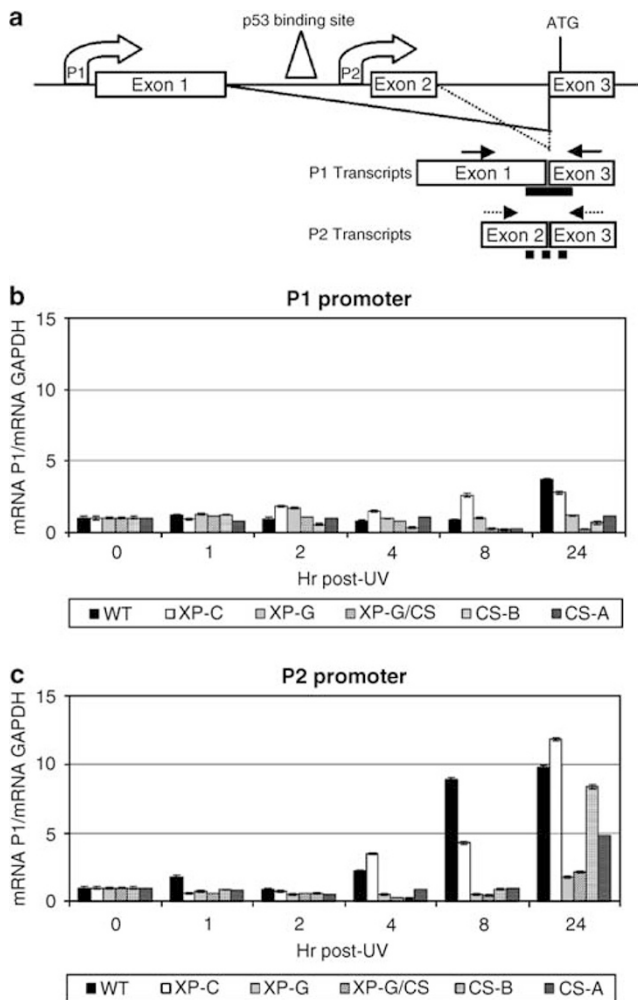 a
p53 binding site
ATG
P1
Exon 1
P2
Exon 2
Exon 3
P1 Transcripts
Exon 1
Exon 3
P2 Transcripts
Exon 2
Exon 3
b
P1 promoter
mRNA P1/mRNA GAPDH
15
10
5
0
0 1 2 4 8 24
Hr post-UV
WT XP-C XP-G XP-G/CS CS-B CS-A
c
P2 promoter
mRNA P1/mRNA GAPDH
15
10
5
0
0 1 2 4 8 24
Hr post-UV
WT XP-C XP-G XP-G/CS CS-B CS-A